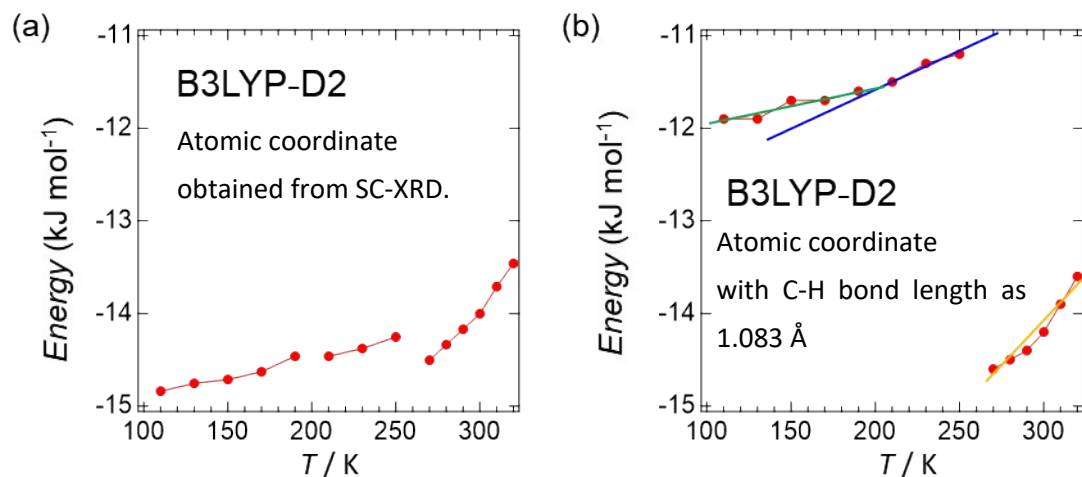 (a)
-11
-12
-13
-14
-15
Energy (kJ mol⁻¹)
B3LYP-D2
Atomic coordinate
obtained from SC-XRD.
100 150 200 250 300
T / K
(b)
-11
-12
-13
-14
-15
Energy (kJ mol⁻¹)
B3LYP-D2
Atomic coordinate
with C-H bond length as
1.083 Å
100 150 200 250 300
T / K